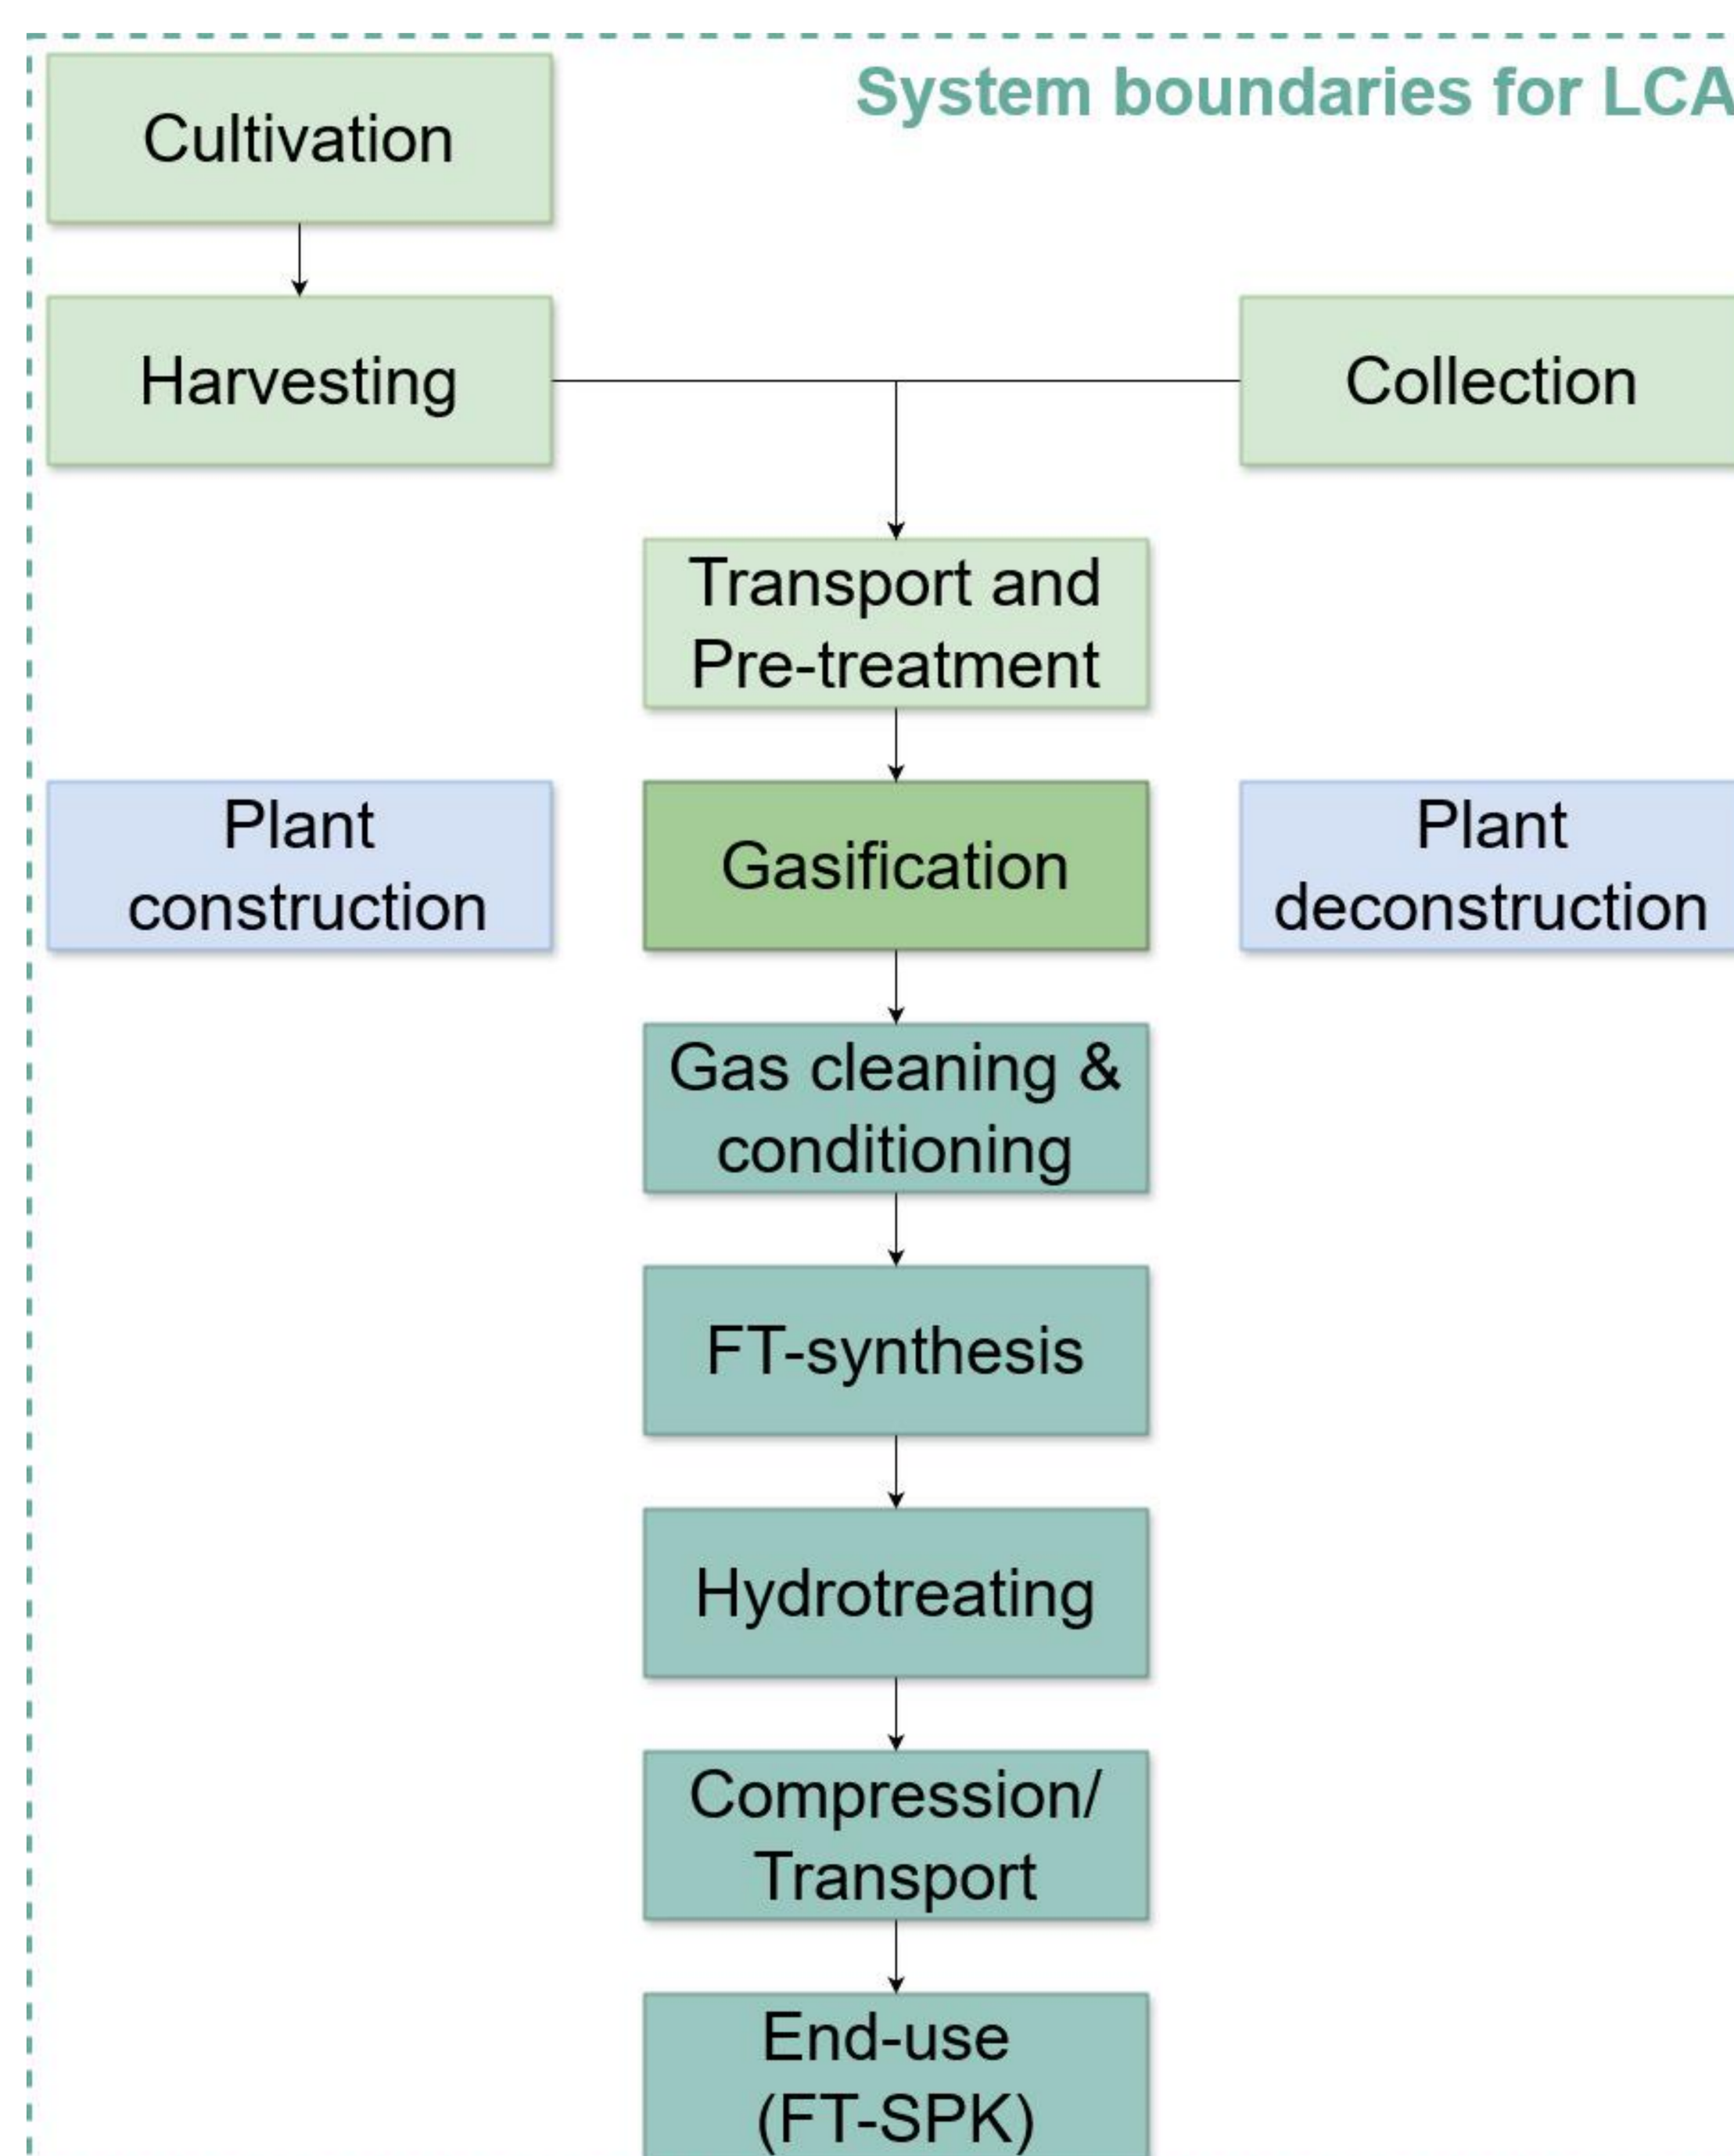 System boundaries for LCA
Cultivation
Harvesting
Collection
Transport and
Pre-treatment
Plant
construction
Gasification
Plant
deconstruction
Gas cleaning &
conditioning
FT-synthesis
Hydrotreating
Compression/
Transport
End-use
(FT-SPK)